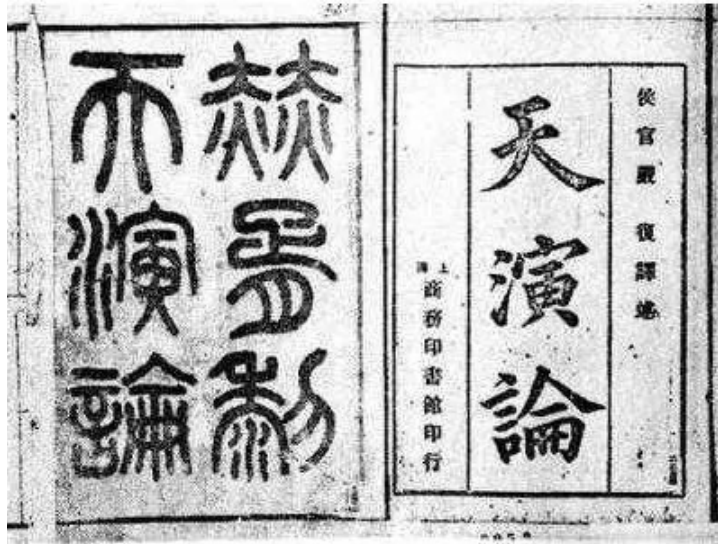 侯官嚴 復譯述
天演論
上海
商務印書館印行
赫胥黎
天演論